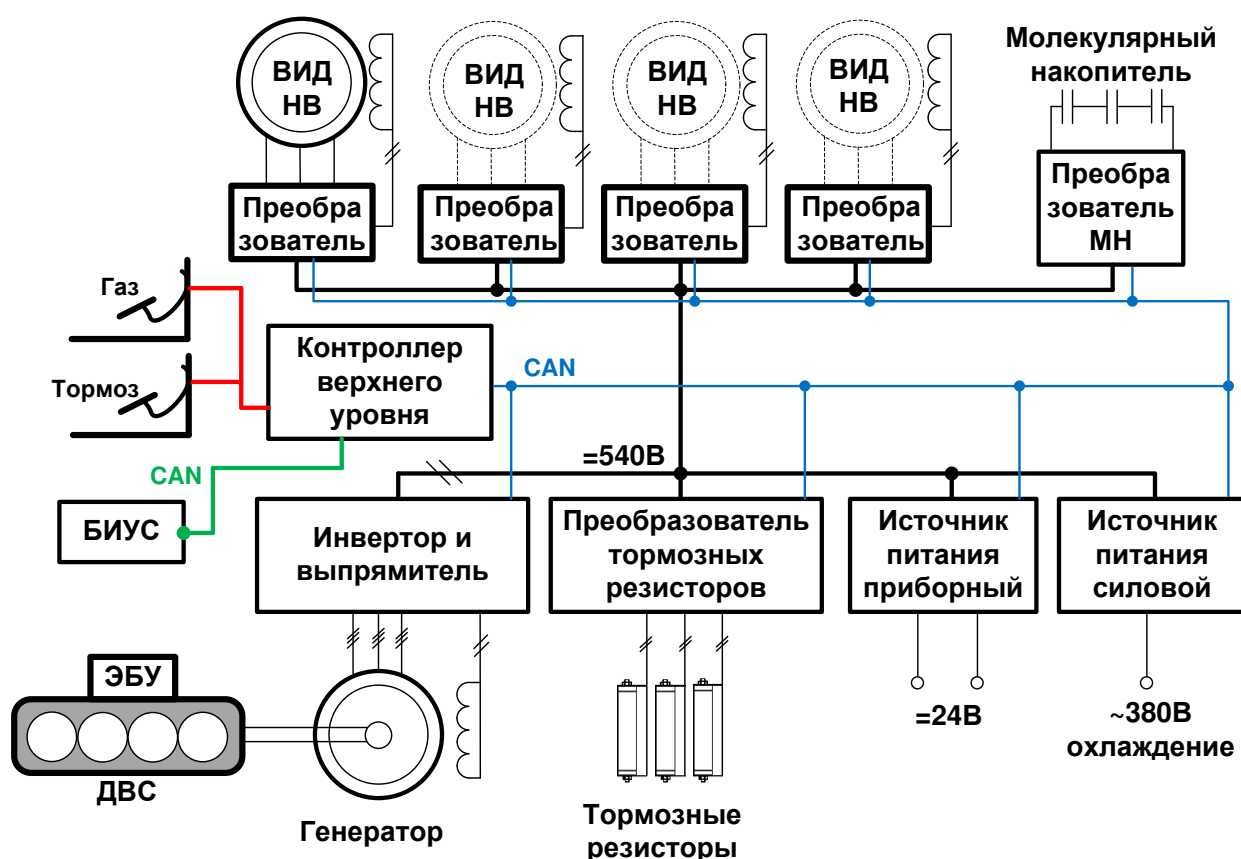 ВИД
НВ
ВИД
НВ
ВИД
НВ
ВИД
НВ
Молекулярный
накопитель
Преобра
зователь
Преобра
зователь
Преобра
зователь
Преобра
зователь
Преобра
зователь
МН
Газ
Тормоз
Контроллер
верхнего
уровня
CAN
CAN
=540В
БИУС
Инвертор и
выпрямитель
Преобразователь
тормозных
резисторов
Источник
питания
приборный
Источник
питания
силовой
ЭБУ
ДВС
Генератор
Тормозные
резисторы
=24В
~380В
охлаждение